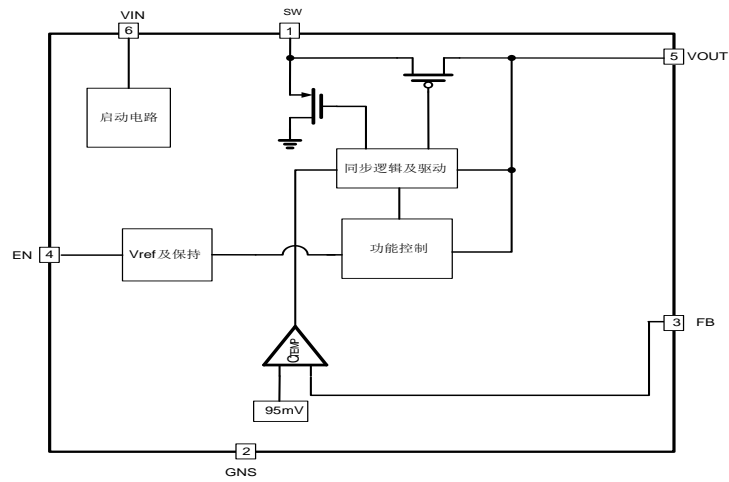 VIN
SW
6
1
5 VOUT
启动电路
同步逻辑及驱动
EN 4
Vref及保持
功能控制
3 FB
95mV
2
GNS